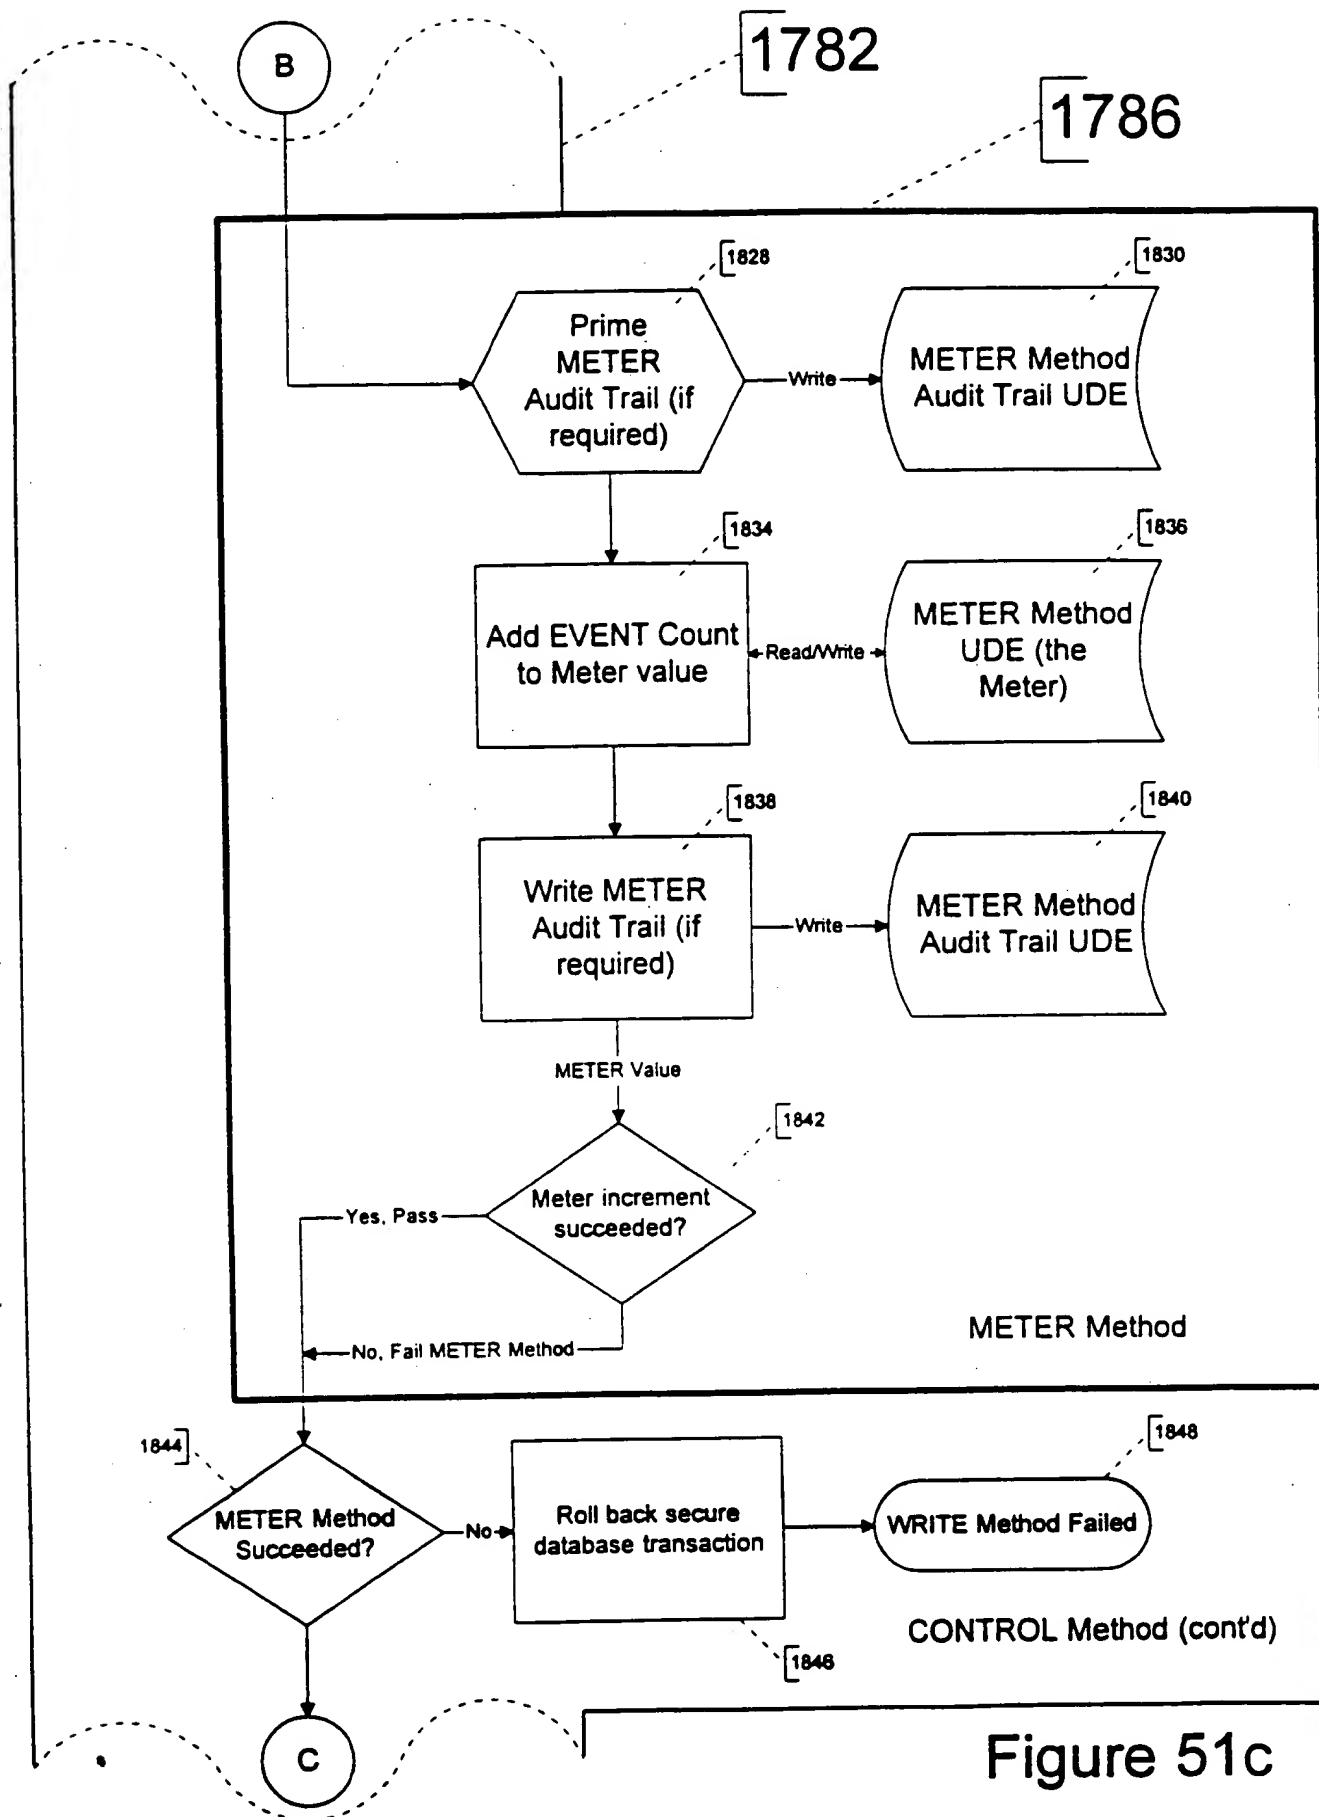 B
1782
1786
1828
1830
Prime
METER
Audit Trail (if
required)
Write
METER Method
Audit Trail UDE
1834
1836
Add EVENT Count
to Meter value
Read/Write
METER Method
UDE (the
Meter)
1838
1840
Write METER
Audit Trail (if
required)
Write
METER Method
Audit Trail UDE
METER Value
1842
Meter increment
succeeded?
Yes, Pass
No, Fail METER Method
METER Method
1844
1848
METER Method
Succeeded?
No
Roll back secure
database transaction
WRITE Method Failed
CONTROL Method (cont'd)
1846
C
Figure 51c